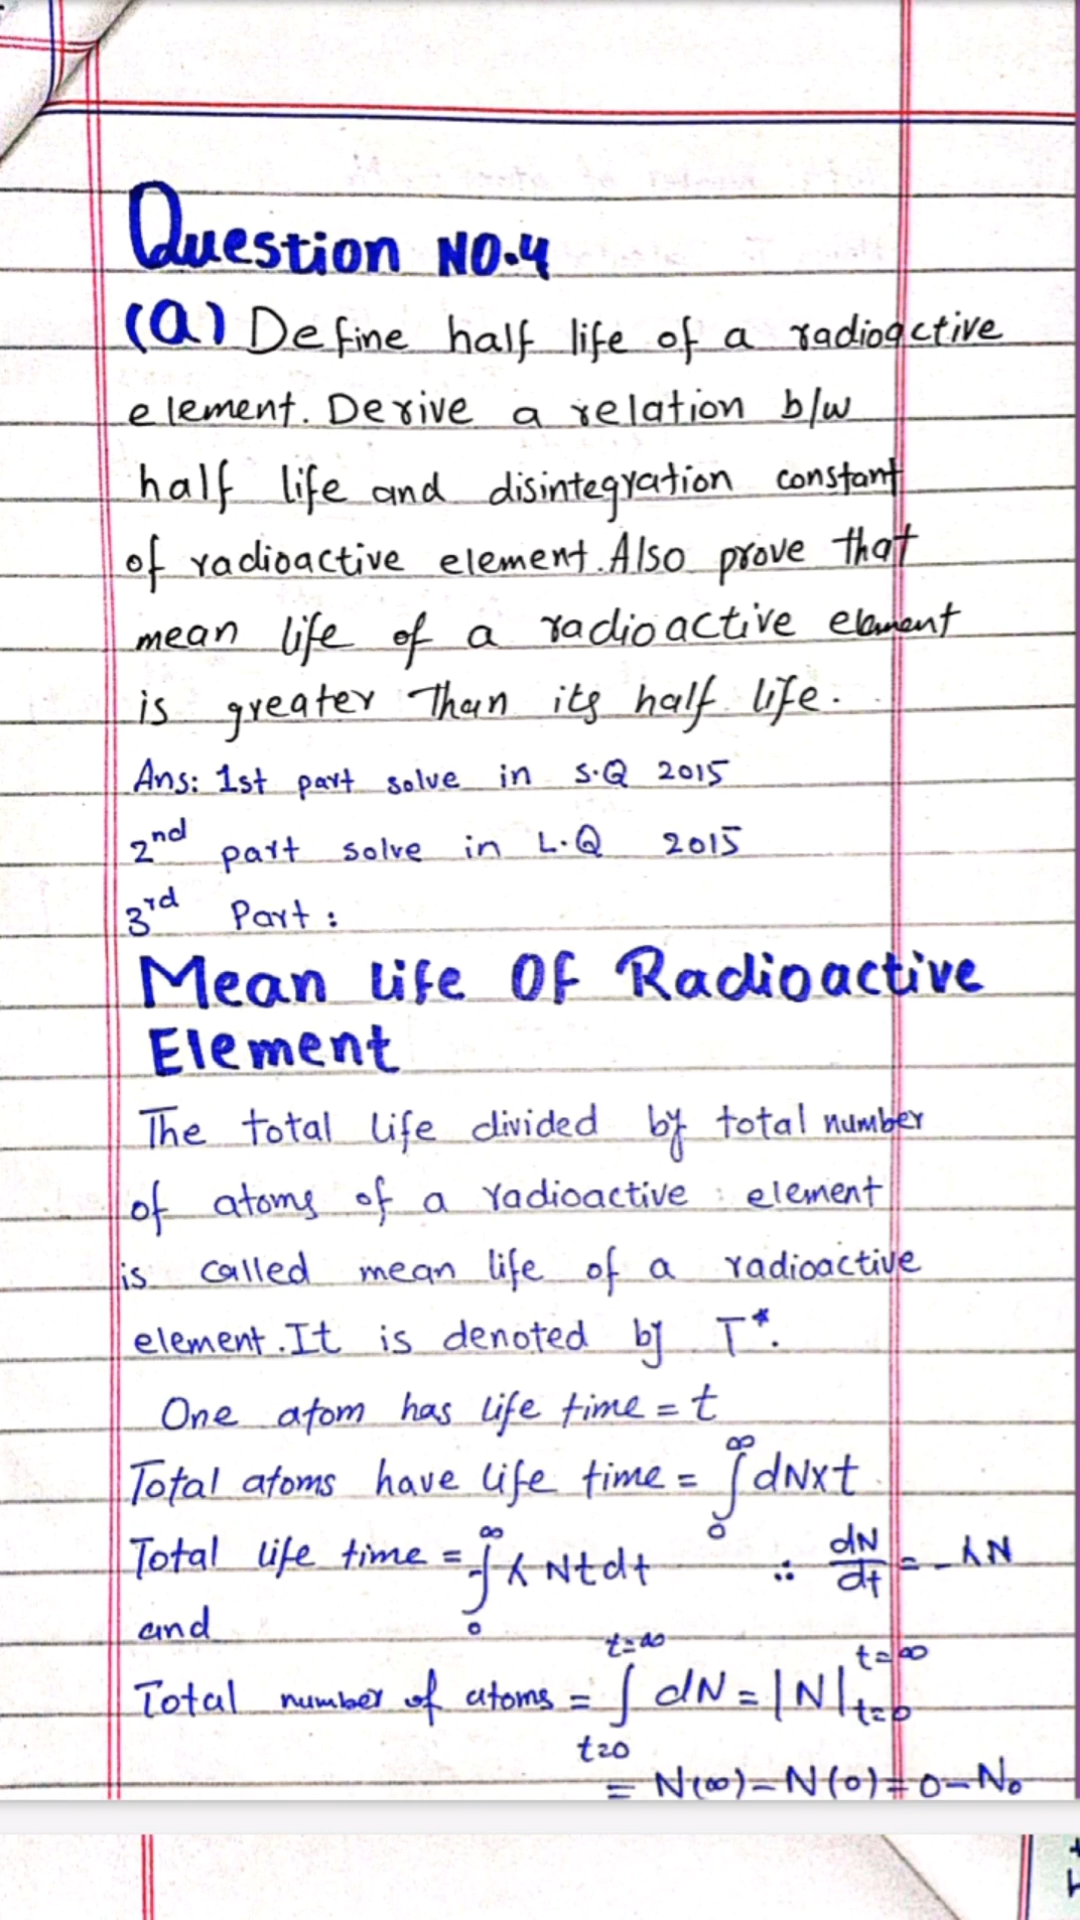 Question NO.4
(a) Define half life of a radioactive
element. Derive a relation b/w
half life and disintegration constant
of radioactive element. Also prove that
mean life of a radioactive element
is greater than its half life.
Ans: 1st part solve in S.Q 2015
2nd part solve in L.Q 2015
3rd Part:
Mean Life Of Radioactive
Element
The total life divided by total number
of atoms of a radioactive element
is called mean life of a radioactive
element. It is denoted by T*.
One atom has life time = t
Total atoms have life time = ∫₀^∞ dN×t
Total life time = -∫₀^∞ λNtdt ∴ dN/dt = -λN
and
Total number of atoms = ∫_{t=0}^{t=∞} dN = |N|_{t=0}^{t=∞}
= N(∞)-N(0)=0-N₀